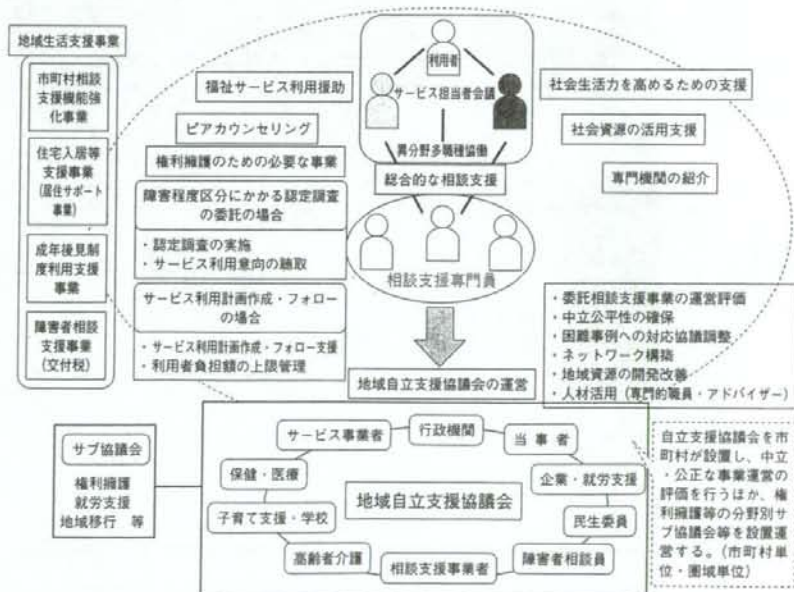 地域生活支援事業
市町村相談
支援機能強
化事業
住宅入居等
支援事業
(居住サポート
事業)
成年後見制
度利用支援
事業
障害者相談
支援事業
(交付税)
利用者
サービス担当者会議
異分野多職種協働
福祉サービス利用援助
ピアカウンセリング
権利擁護のための必要な事業
障害程度区分にかかる認定調査
の委託の場合
・認定調査の実施
・サービス利用意向の聴取
サービス利用計画作成・フォロー
の場合
・サービス利用計画作成・フォロー支援
・利用者負担額の上限管理
総合的な相談支援
相談支援専門員
社会生活力を高めるための支援
社会資源の活用支援
専門機関の紹介
・委託相談支援事業の運営評価
・中立公平性の確保
・困難事例への対応協議調整
・ネットワーク構築
・地域資源の開発改善
・人材活用(専門的職員・アドバイザー)
地域自立支援協議会の運営
サブ協議会
権利擁護
就労支援
地域移行 等
サービス事業者
行政機関
当事者
保健・医療
企業・就労支援
地域自立支援協議会
子育て支援・学校
民生委員
高齢者介護
相談支援事業者
障害者相談員
自立支援協議会を市
町村が設置し、中立
・公正な事業運営の
評価を行うほか、権
利擁護等の分野別サ
ブ協議会等を設置運
営する。(市町村単
位・圏域単位)